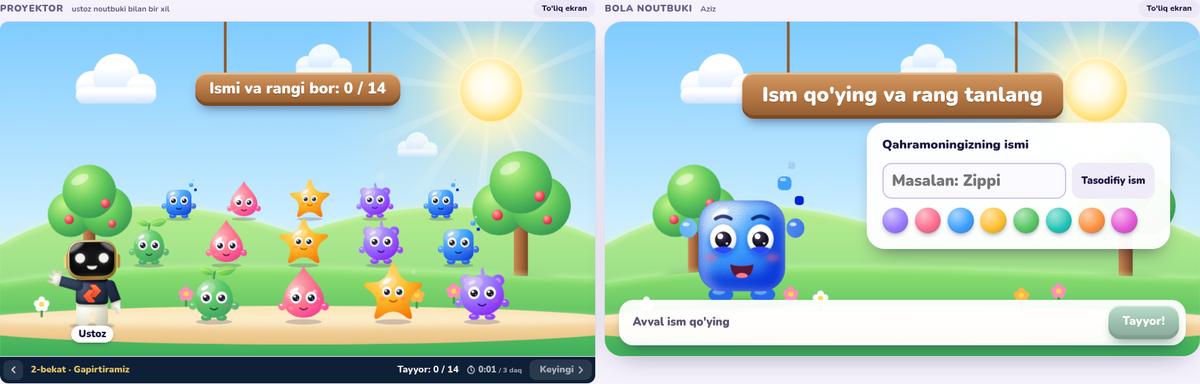 PROYEKTOR ustoz noutbuki bilan bir xil To'liq ekran
Ismi va rangi bor: 0 / 14
Ustoz
2-bekat · Gapirtiramiz Tayyor: 0 / 14 0:01 / 3 daq Keyingi
BOLA NOUTBUKI Aziz To'liq ekran
Ism qo'ying va rang tanlang
Qahramoningizning ismi
Masalan: Zippi Tasodifiy ism
Avval ism qo'ying Tayyor!